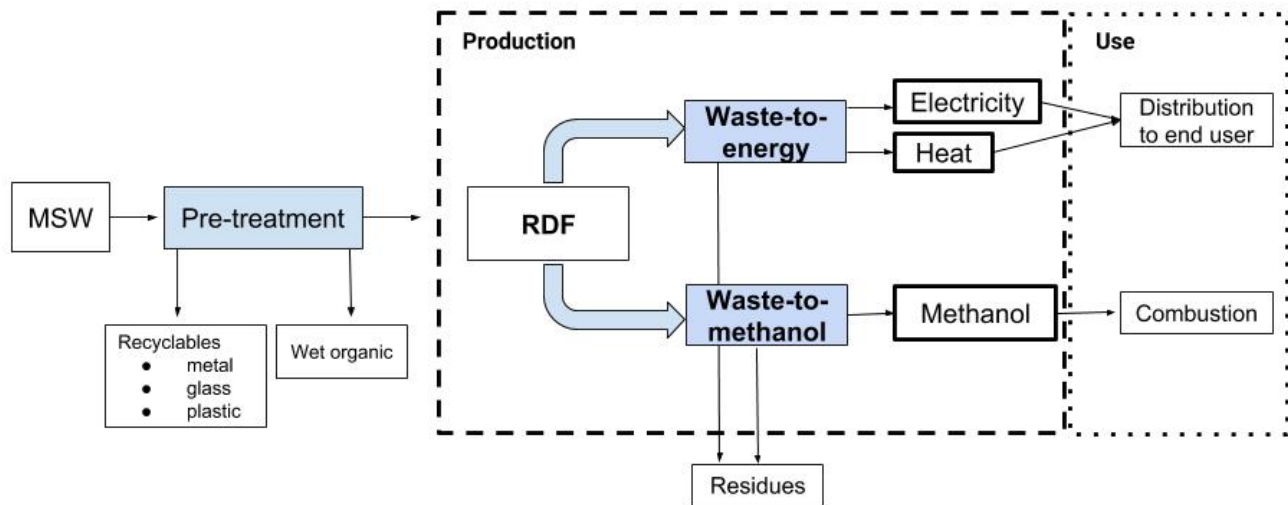 Production
Use
Waste-to-
energy
Electricity
Heat
Distribution
to end user
MSW
Pre-treatment
RDF
Waste-to-
methanol
Methanol
Combustion
Recyclables
● metal
● glass
● plastic
Wet organic
Residues